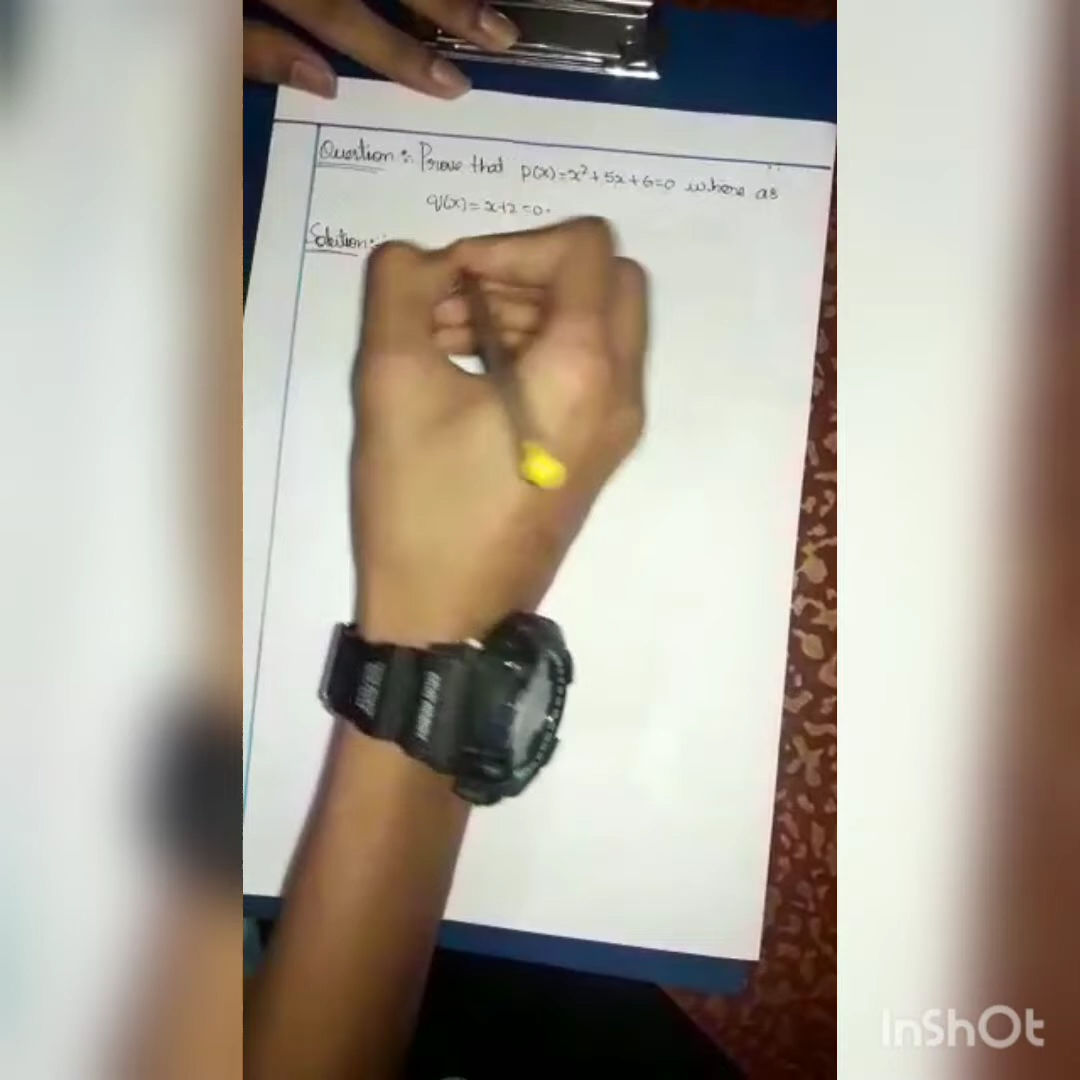 Question :- Prove that p(x)=x²+5x+6=0 where as
q(x)=x+2=0.
Solution:-
InShOt